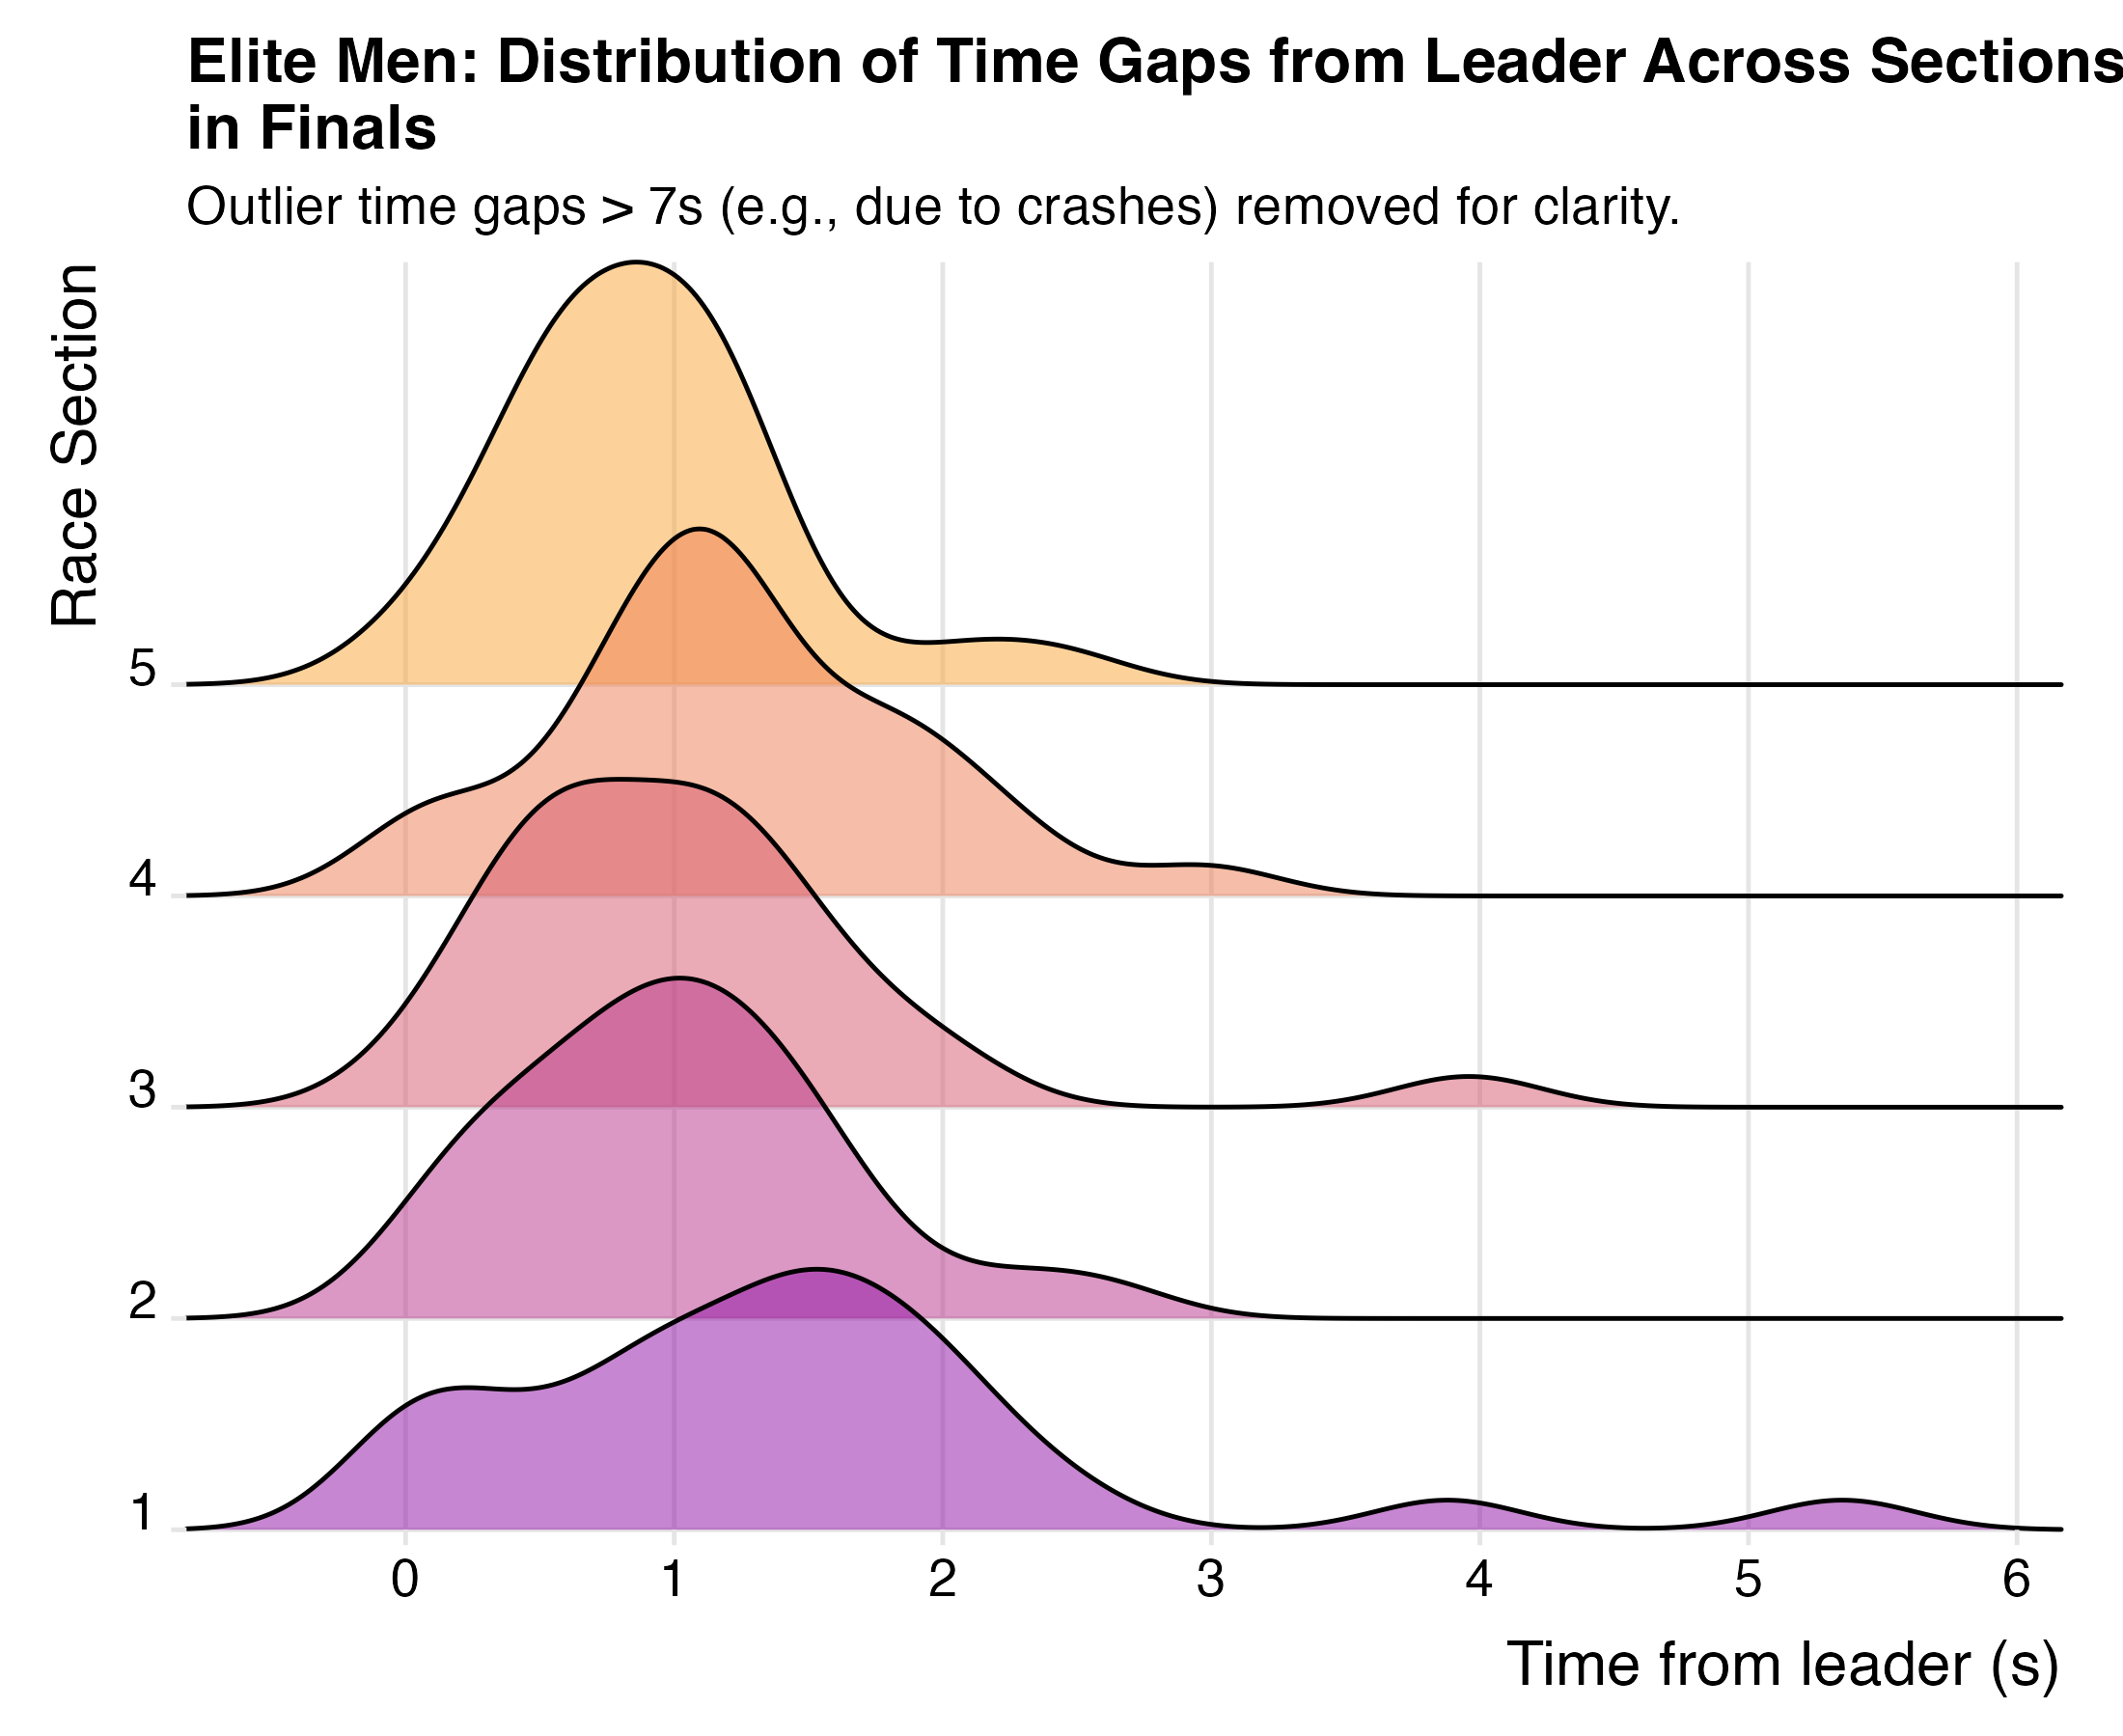 Elite Men: Distribution of Time Gaps from Leader Across Sections
in Finals
Outlier time gaps > 7s (e.g., due to crashes) removed for clarity.
Race Section
5
4
3
2
1
0 1 2 3 4 5 6
Time from leader (s)